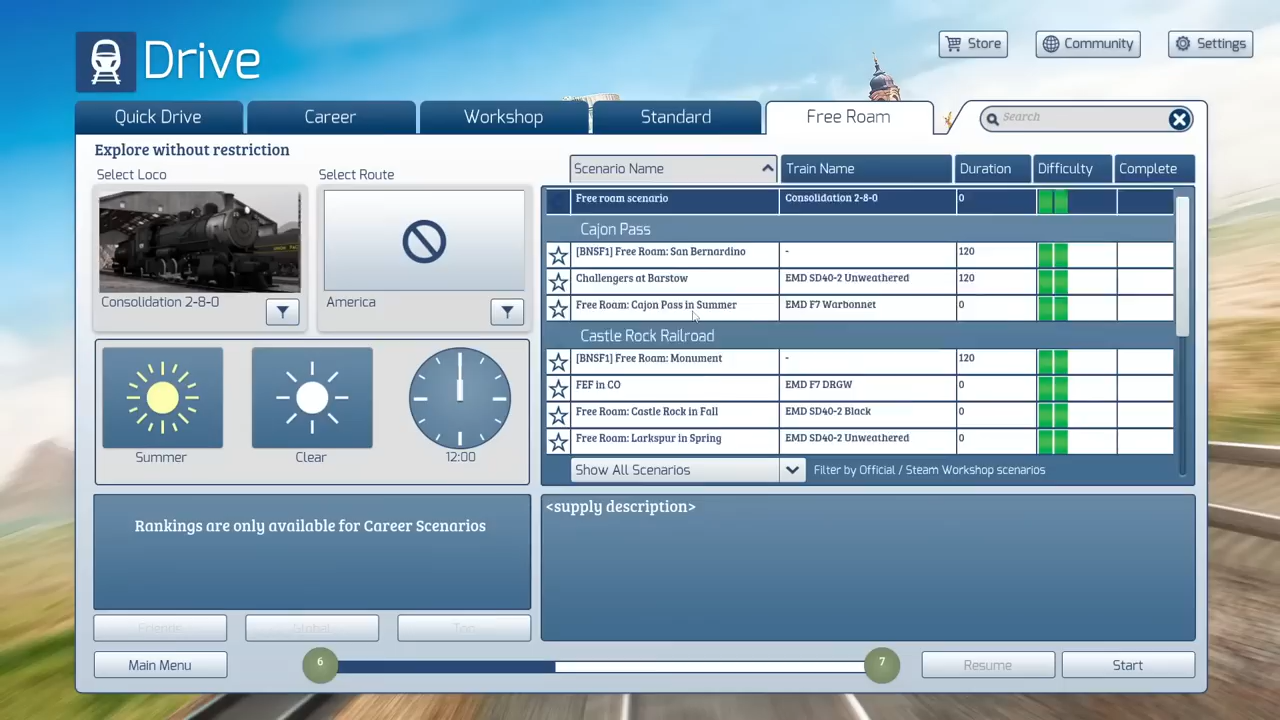 Drive
Store
Community
Settings
Quick Drive
Career
Workshop
Standard
Free Roam
Search
Explore without restriction
Select Loco
Select Route
Consolidation 2-8-0
America
Summer
Clear
12:00
Scenario Name
Train Name
Duration
Difficulty
Complete
Free roam scenario
Consolidation 2-8-0
0
Cajon Pass
[BNSF1] Free Roam: San Bernardino
-
120
Challengers at Barstow
EMD SD40-2 Unweathered
120
Free Roam: Cajon Pass in Summer
EMD F7 Warbonnet
0
Castle Rock Railroad
[BNSF1] Free Roam: Monument
-
120
FEF in CO
EMD F7 DRGW
0
Free Roam: Castle Rock in Fall
EMD SD40-2 Black
0
Free Roam: Larkspur in Spring
EMD SD40-2 Unweathered
0
Show All Scenarios
Filter by Official / Steam Workshop scenarios
Rankings are only available for Career Scenarios
<supply description>
Friends
Global
Top
Main Menu
6
7
Resume
Start